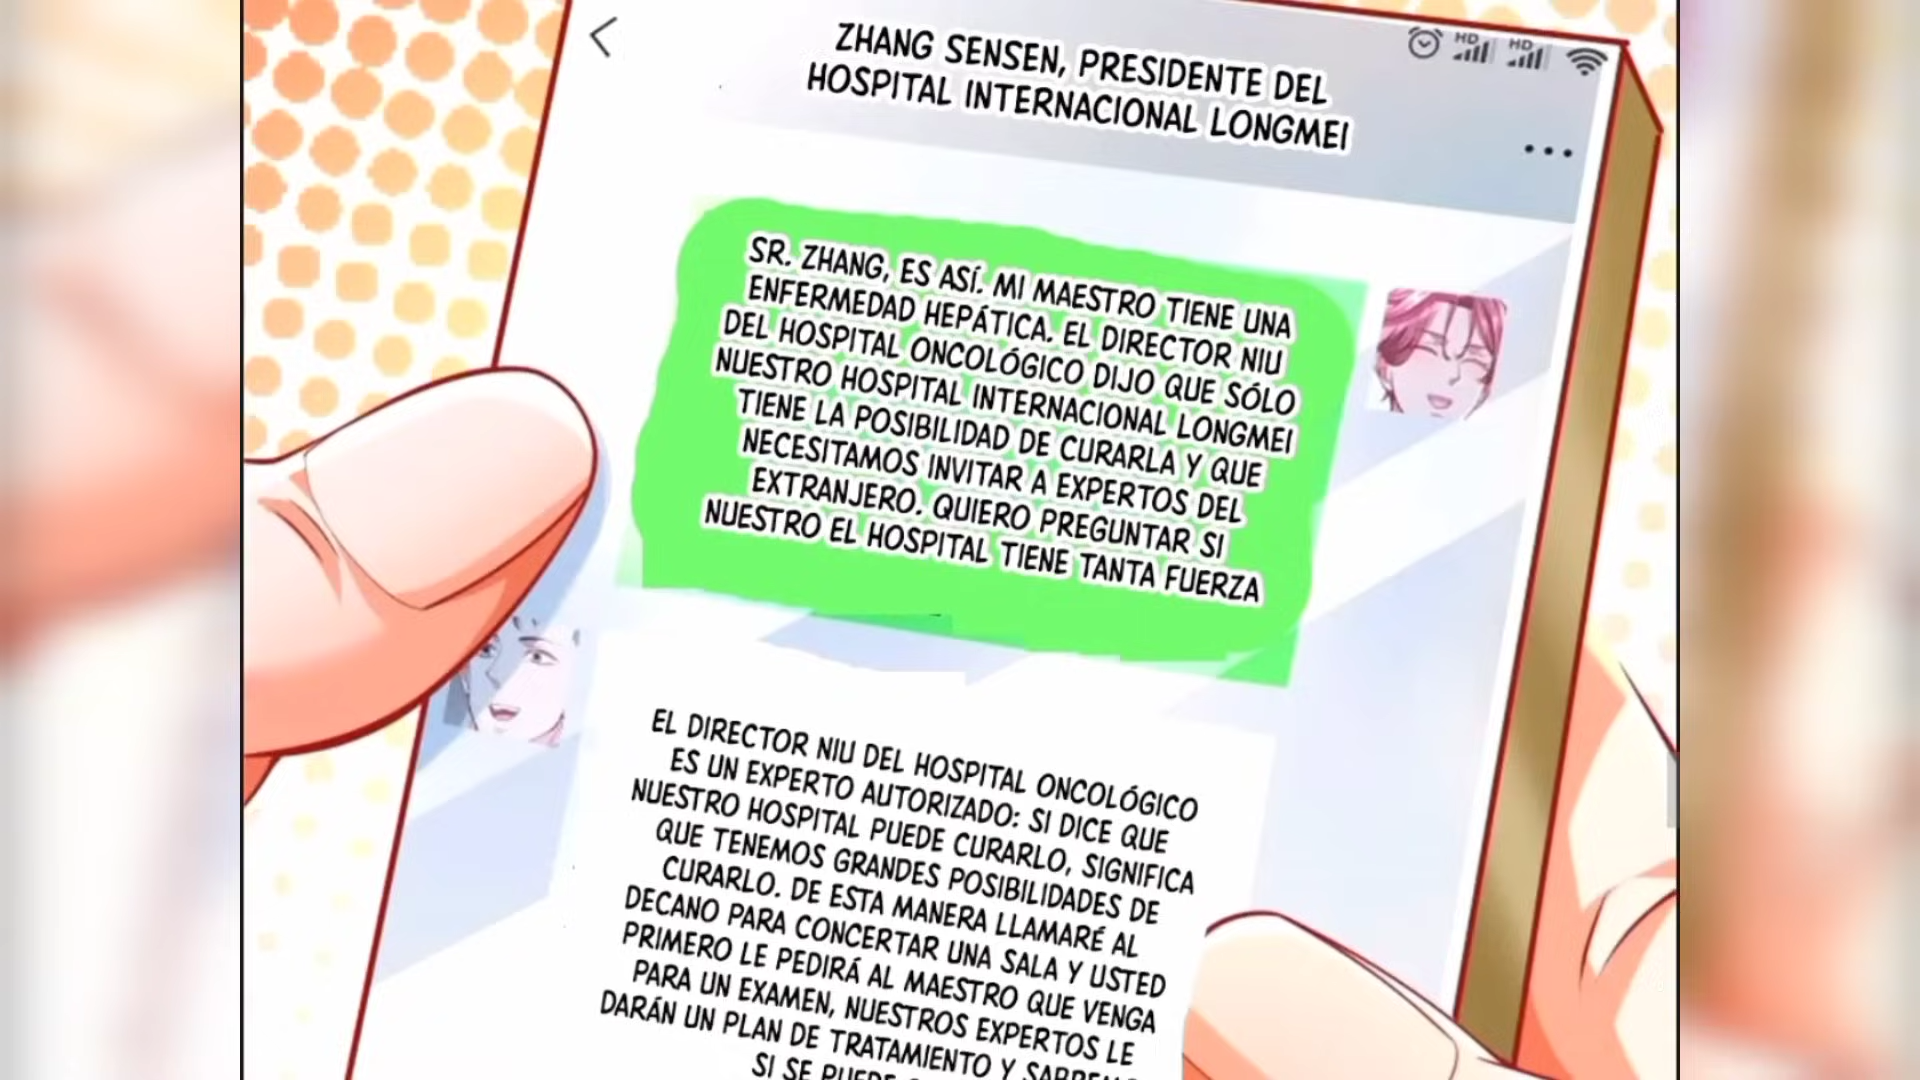 ZHANG SENSEN, PRESIDENTE DEL
HOSPITAL INTERNACIONAL LONGMEI
HD HD
SR. ZHANG, ES ASÍ. MI MAESTRO TIENE UNA
ENFERMEDAD HEPÁTICA. EL DIRECTOR NIU
DEL HOSPITAL ONCOLÓGICO DIJO QUE SÓLO
NUESTRO HOSPITAL INTERNACIONAL LONGMEI
TIENE LA POSIBILIDAD DE CURARLA Y QUE
NECESITAMOS INVITAR A EXPERTOS DEL
EXTRANJERO. QUIERO PREGUNTAR SI
NUESTRO EL HOSPITAL TIENE TANTA FUERZA
EL DIRECTOR NIU DEL HOSPITAL ONCOLÓGICO
ES UN EXPERTO AUTORIZADO: SI DICE QUE
NUESTRO HOSPITAL PUEDE CURARLO, SIGNIFICA
QUE TENEMOS GRANDES POSIBILIDADES DE
CURARLO. DE ESTA MANERA LLAMARÉ AL
DECANO PARA CONCERTAR UNA SALA Y USTED
PRIMERO LE PEDIRÁ AL MAESTRO QUE VENGA
PARA UN EXAMEN, NUESTROS EXPERTOS LE
DARÁN UN PLAN DE TRATAMIENTO Y
SI SE PUEDE